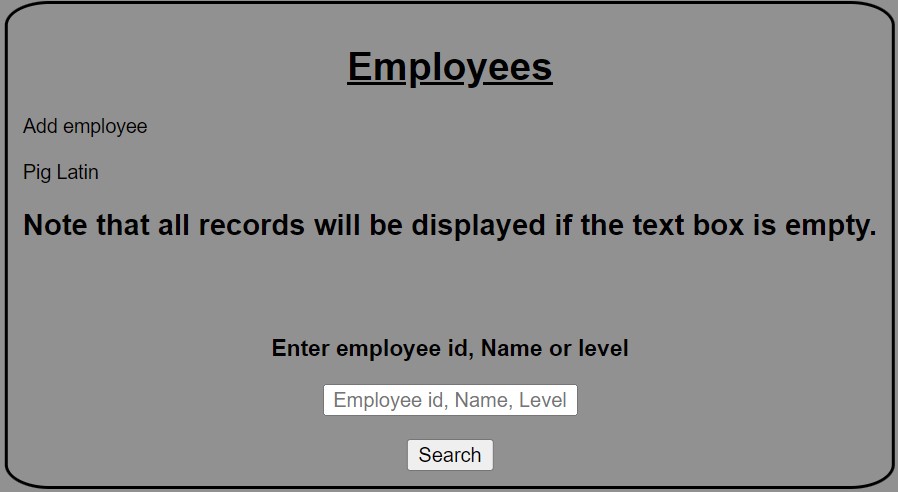 Employees
Add employee
Pig Latin
Note that all records will be displayed if the text box is empty.
Enter employee id, Name or level
Employee id, Name, Level
Search